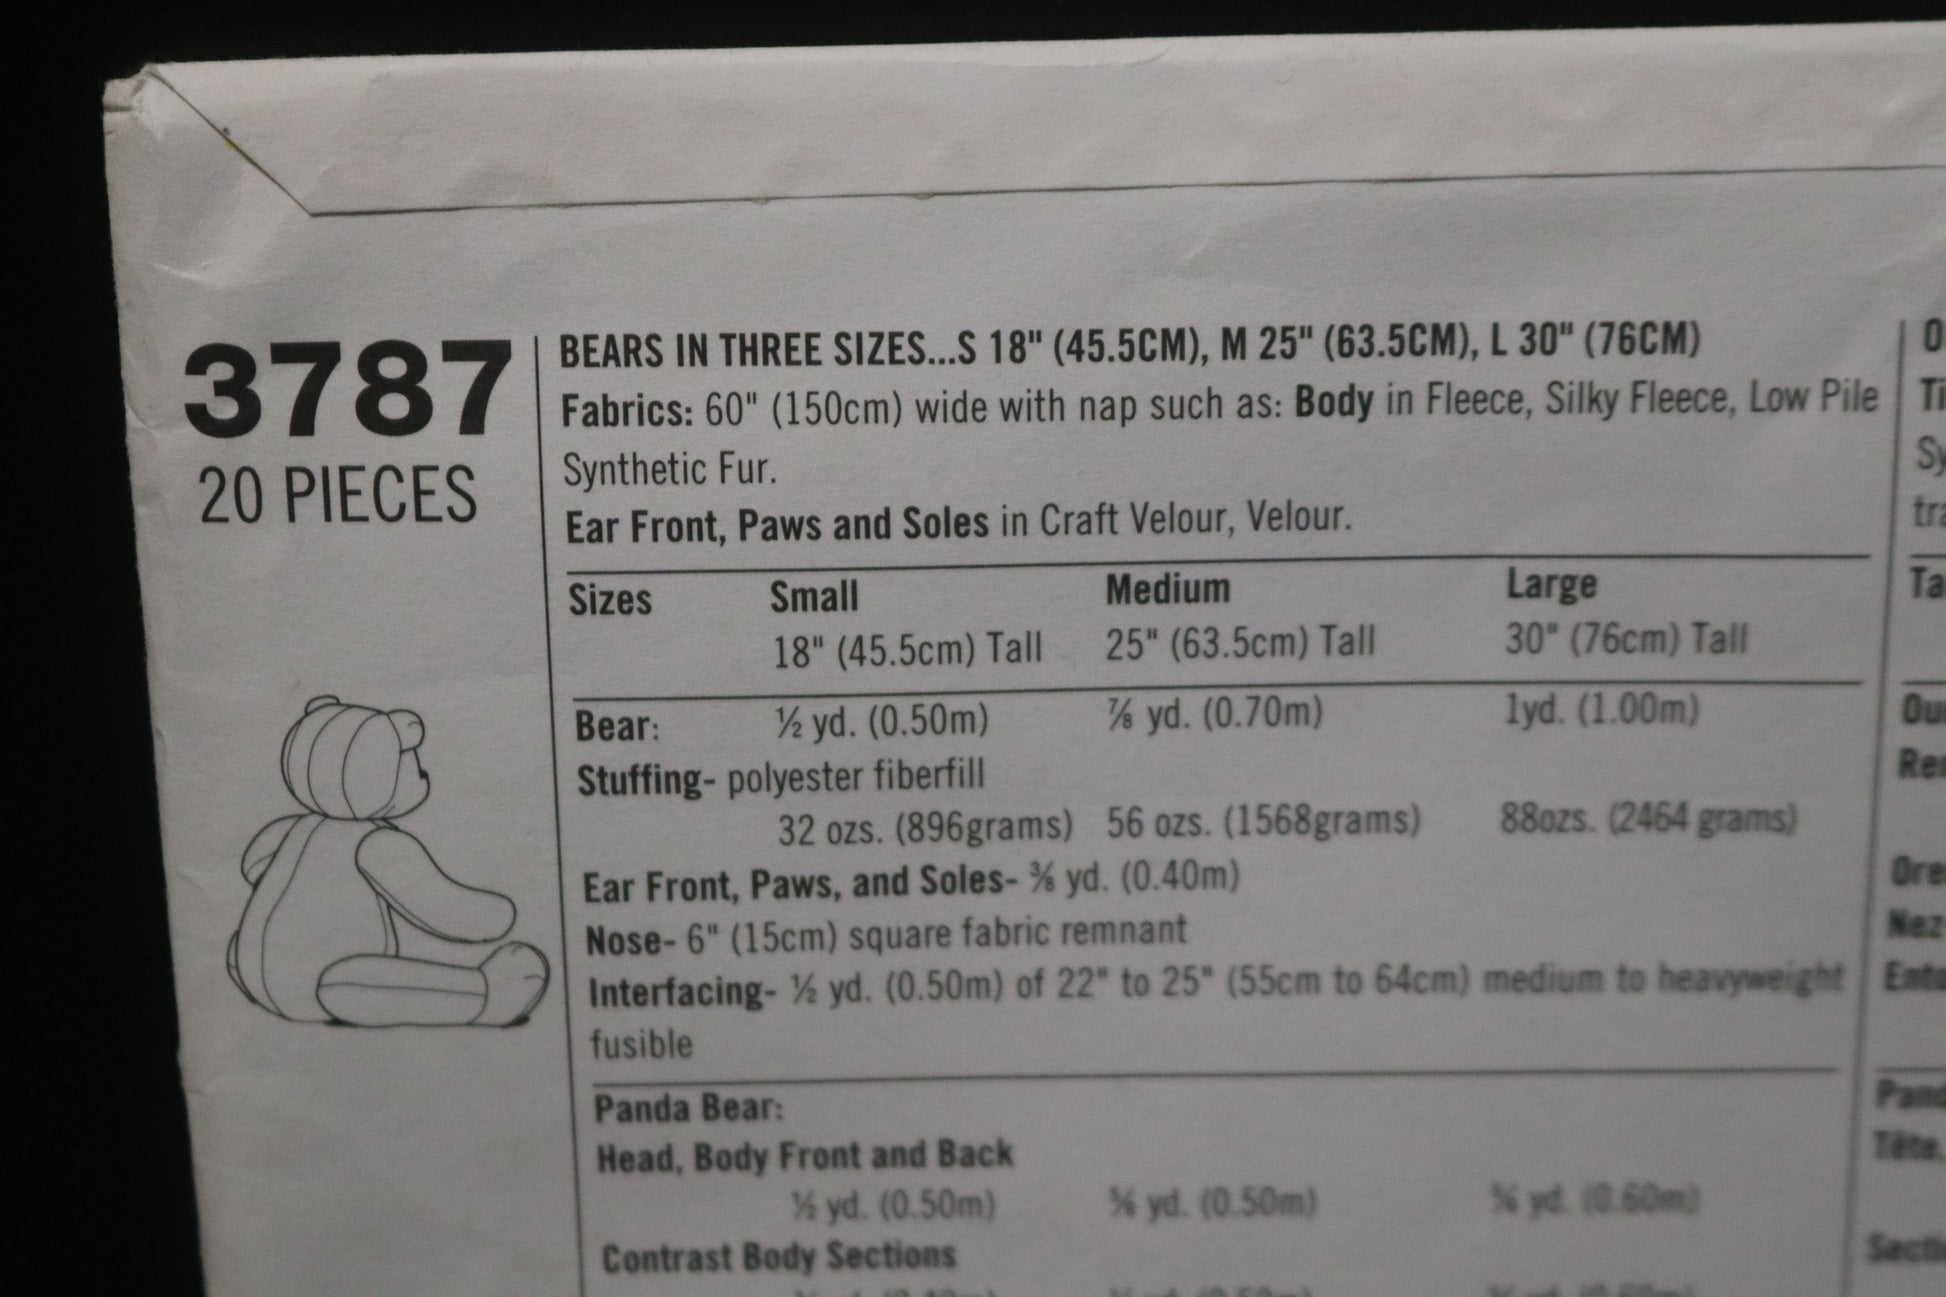 3787
20 PIECES
BEARS IN THREE SIZES...S 18" (45.5CM), M 25" (63.5CM), L 30" (76CM)
Fabrics: 60" (150cm) wide with nap such as: Body in Fleece, Silky Fleece, Low Pile
Synthetic Fur.
Ear Front, Paws and Soles in Craft Velour, Velour.
Sizes Small Medium Large
18" (45.5cm) Tall 25" (63.5cm) Tall 30" (76cm) Tall
Bear: ½ yd. (0.50m) ⅞ yd. (0.70m) 1yd. (1.00m)
Stuffing- polyester fiberfill
32 ozs. (896grams) 56 ozs. (1568grams) 88ozs. (2464 grams)
Ear Front, Paws, and Soles- ⅜ yd. (0.40m)
Nose- 6" (15cm) square fabric remnant
Interfacing- ½ yd. (0.50m) of 22" to 25" (55cm to 64cm) medium to heavyweight
fusible
Panda Bear:
Head, Body Front and Back
½ yd. (0.50m) yd. (0.50m) yd. (0.60m)
Contrast Body Sections